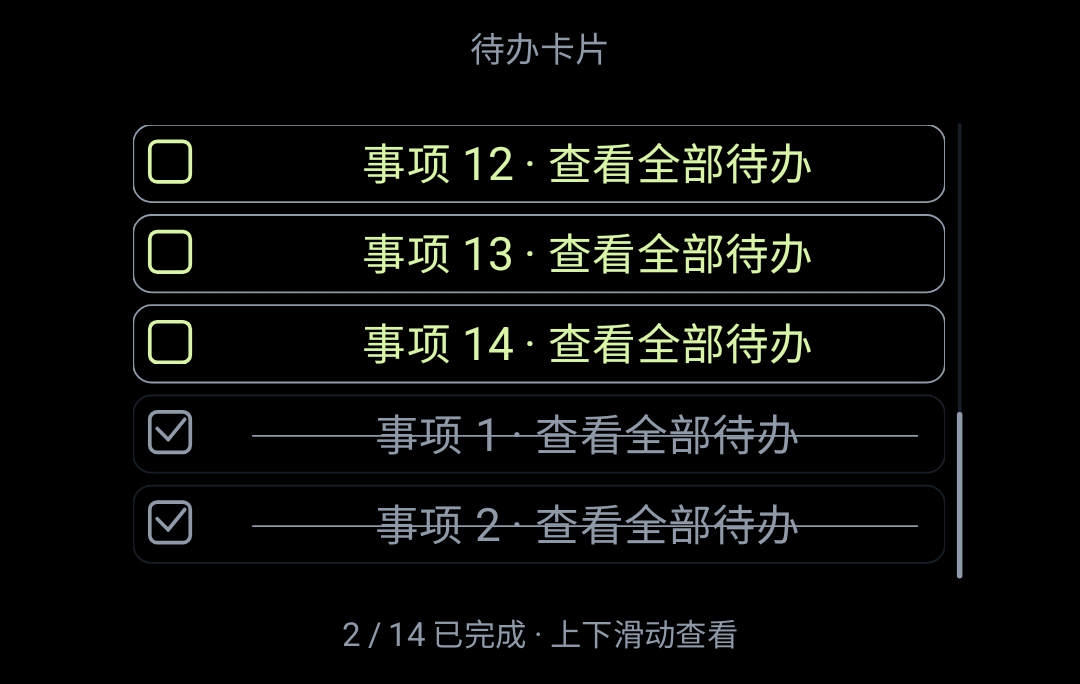 待办卡片
事项 12 · 查看全部待办
事项 13 · 查看全部待办
事项 14 · 查看全部待办
事项 1 · 查看全部待办
事项 2 · 查看全部待办
2 / 14 已完成 · 上下滑动查看